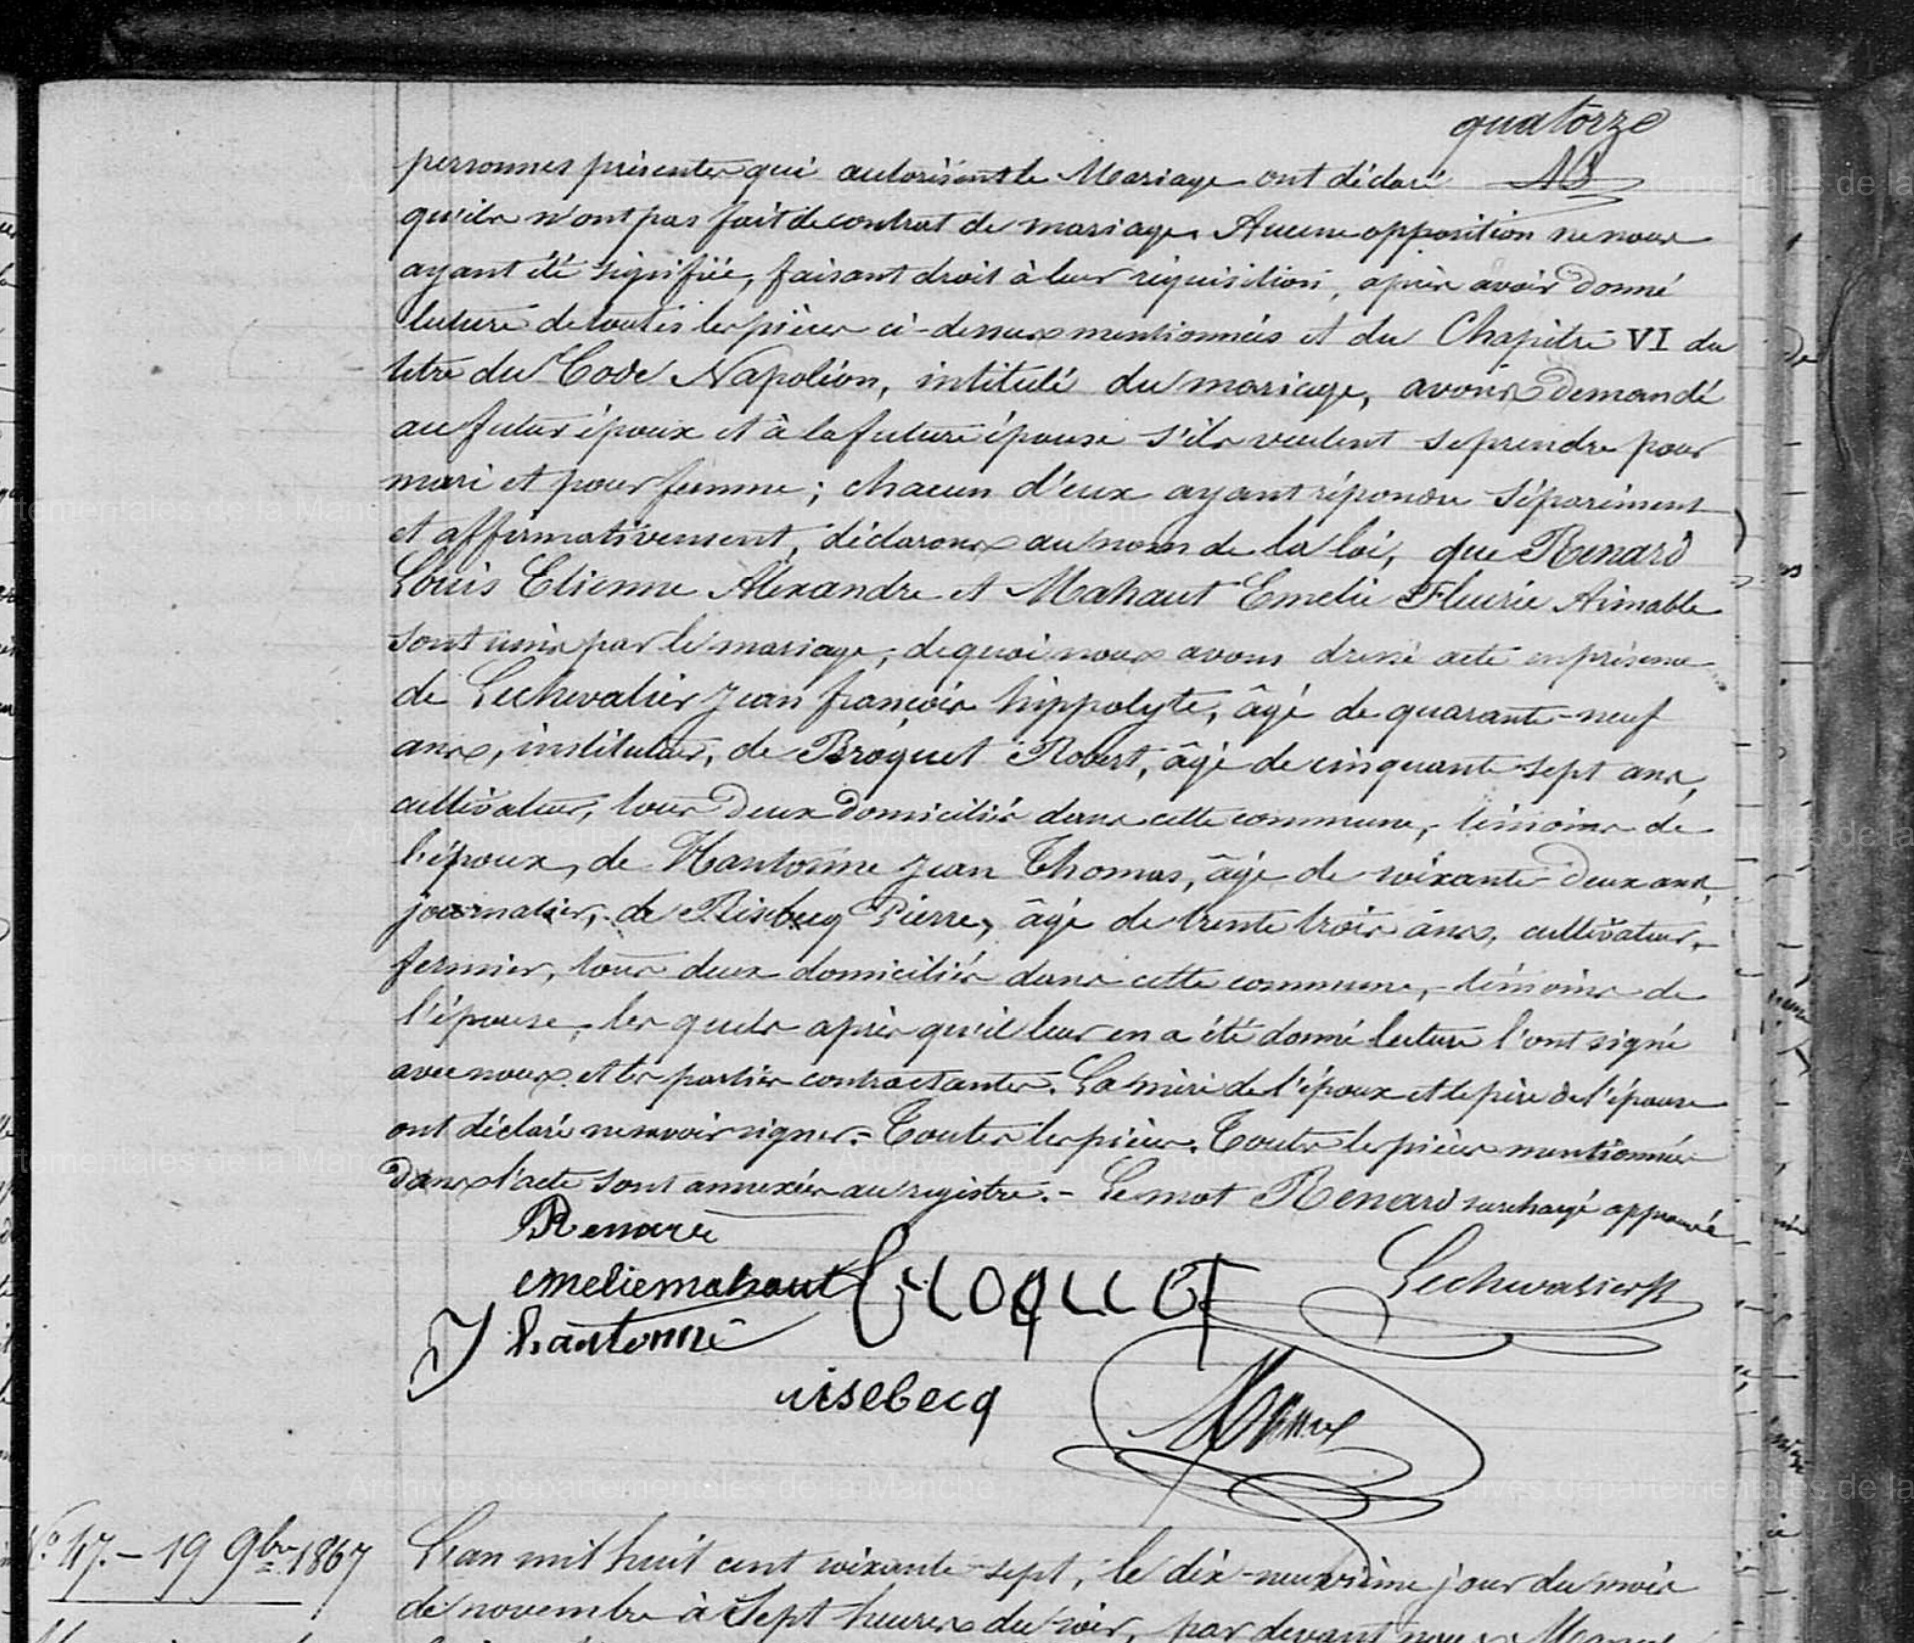 quatorze
personnes présentes qui autorisent le Mariage ont déclaré
qu'ils n'ont pas fait de contrat de mariage. Aucune opposition ne nous
ayant été signifiée, faisant droit à leur réquisition, après avoir donné
lecture de toutes les pièces ci-dessus mentionnées et du Chapitre VI du
titre du Code Napoléon, intitulé du mariage, avons demandé
au futur époux et à la future épouse s'ils veulent se prendre pour
mari et pour femme ; chacun d'eux ayant répondu séparément
et affirmativement, déclarons au nom de la loi, que Renard
Louis Etienne Alexandre et Mahaut Emelie Fleurie Aimable
sont unis par le mariage ; de quoi nous avons dressé acte en présence
de Lechevalier Jean françois hippolyte, âgé de quarante-neuf
ans, instituteur, de Broquet Robert, âgé de cinquante sept ans,
cultivateur, tous deux domiciliés dans cette commune, - témoins de
l'époux, de Hantonne Jean Thomas, âgé de soixante-deux ans,
journalier, de Risebecq Pierre, âgé de trente trois ans, cultivateur,
fermier, tous deux domiciliés dans cette commune, - témoins de
l'épouse, les quels après qu'il leur en a été donné lecture l'ont signé
avec nous et les parties contractantes. La mère de l'époux et le père de l'épouse
ont déclaré ne savoir signer. - Toutes les pièces. Toutes les pièces mentionnées
dans l'acte sont annexées au registre. - Le mot Renard surchargé approuvé
Renard
emelie mahaut Broquet Lechevalier
J hantonne
risebecq
N.° 47. - 19 9bre 1867
L'an mil huit cent soixante-sept, le dix-neuvième jour du mois
de novembre à sept heures du soir, par devant nous
Archives départementales de la Manche